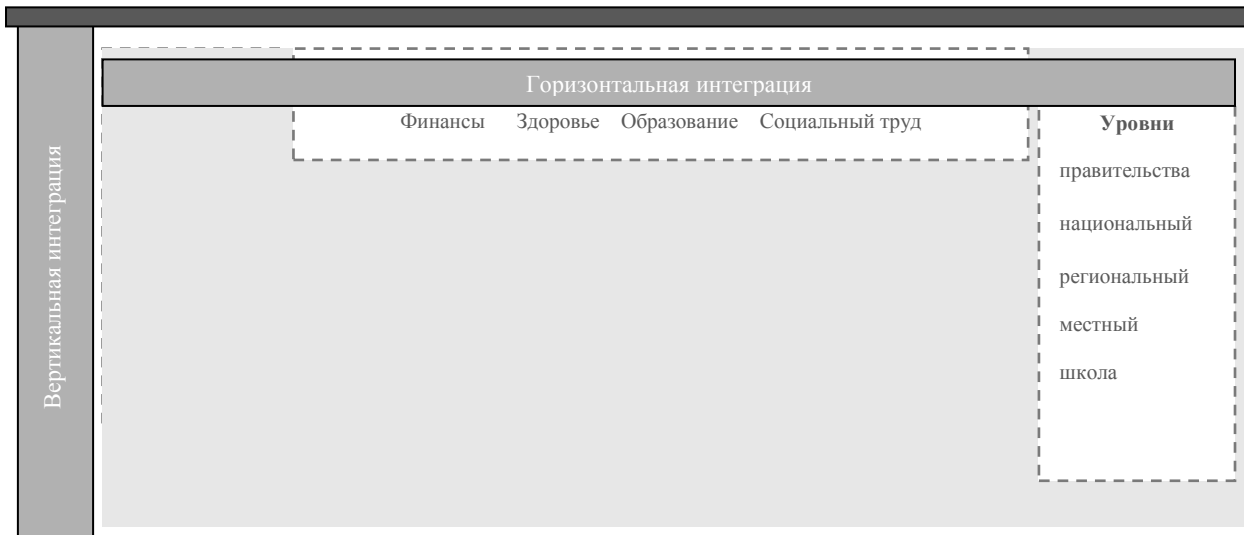 Горизонтальная интеграция
Финансы Здоровье Образование Социальный труд
Уровни
правительства
национальный
региональный
местный
школа
Вертикальная интеграция